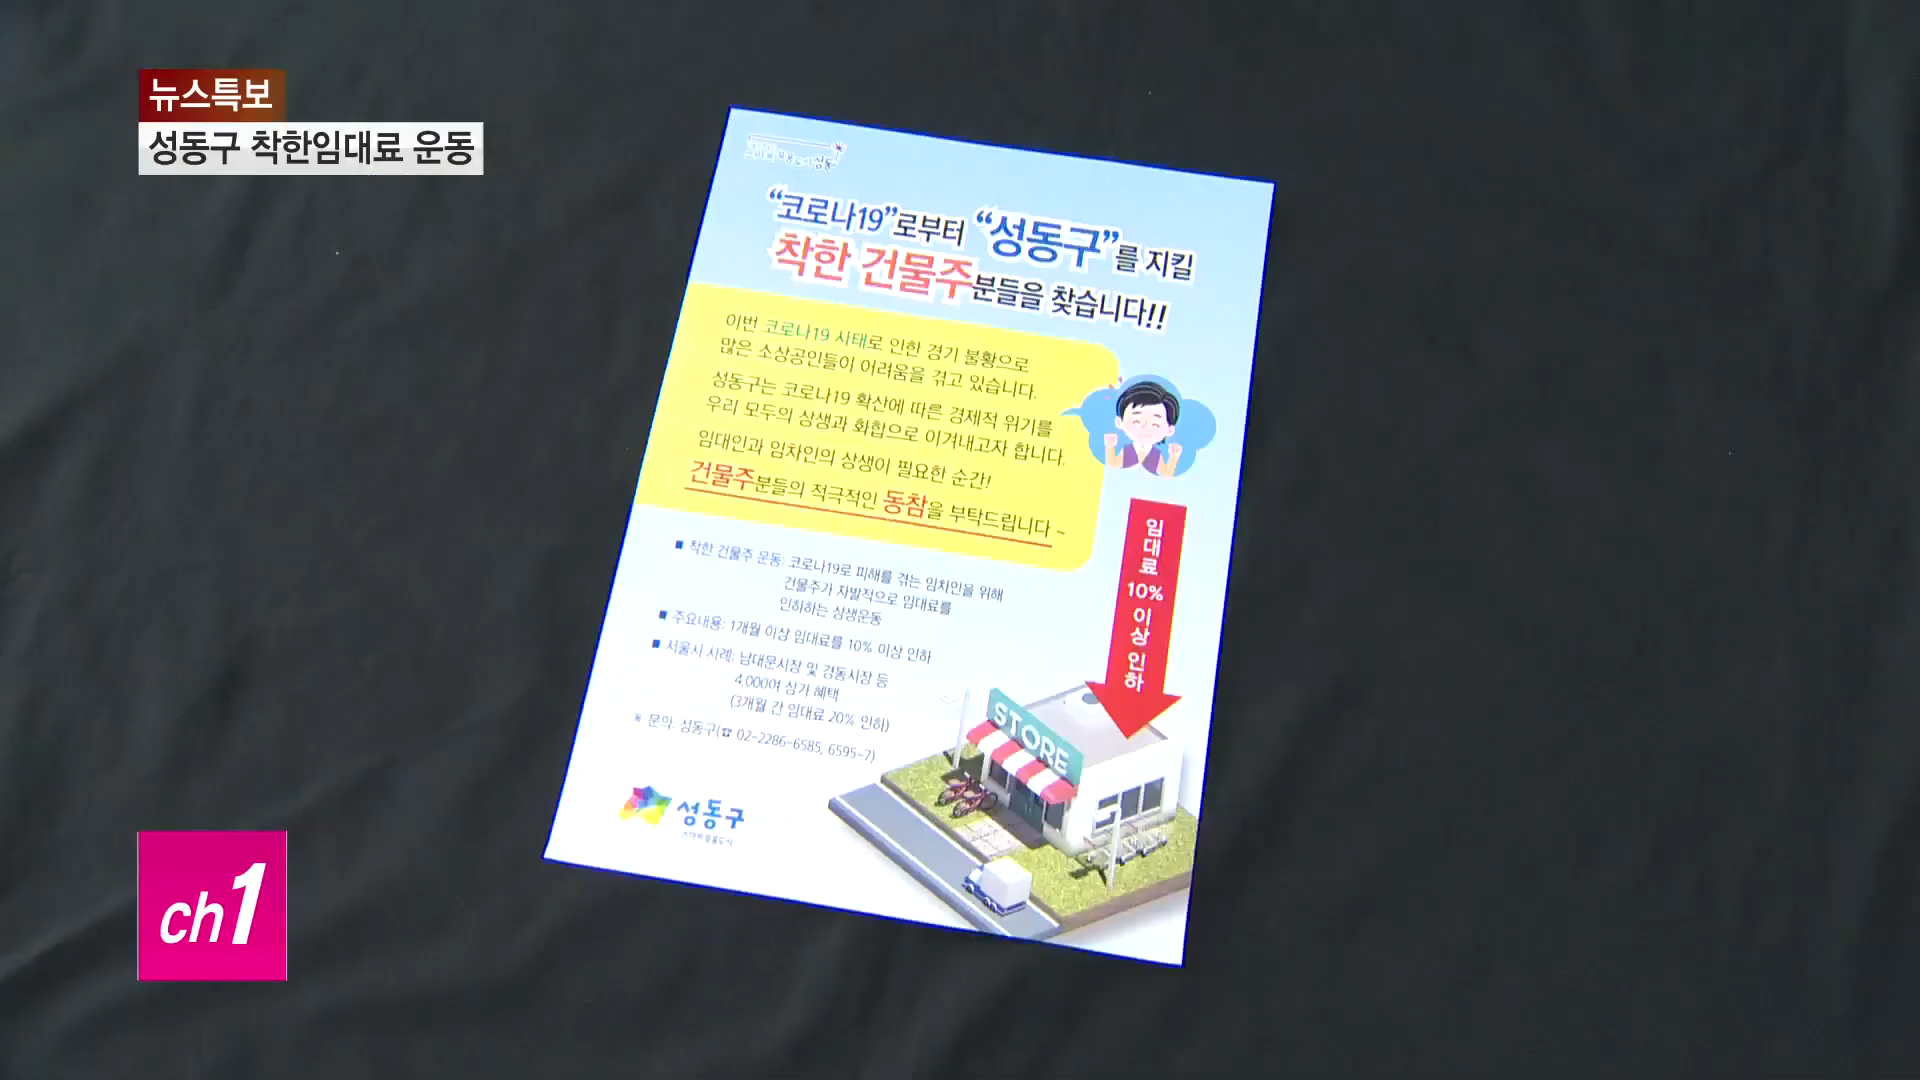 뉴스특보
성동구 착한임대료 운동
성동
"코로나19"로부터 "성동구"를 지킬
착한 건물주분들을 찾습니다!!
이번 코로나19 사태로 인한 경기 불황으로
많은 소상공인들이 어려움을 겪고 있습니다.
성동구는 코로나19 확산에 따른 경제적 위기를
우리 모두의 상생과 화합으로 이겨내고자 합니다.
임대인과 임차인의 상생이 필요한 순간!
건물주분들의 적극적인 동참을 부탁드립니다 ~
임대료 10% 이상 인하
■ 착한 건물주 운동: 코로나19로 피해를 겪는 임차인을 위해
건물주가 자발적으로 임대료를
인하하는 상생운동
■ 주요내용: 1개월 이상 임대료를 10% 이상 인하
■ 서울시 사례: 남대문시장 및 경동시장 등
4,000여 상가 혜택
(3개월 간 임대료 20% 인하)
※ 문의: 성동구(☎ 02-2286-6585, 6595~7)
STORE
성동구
스마트포용도시
ch1